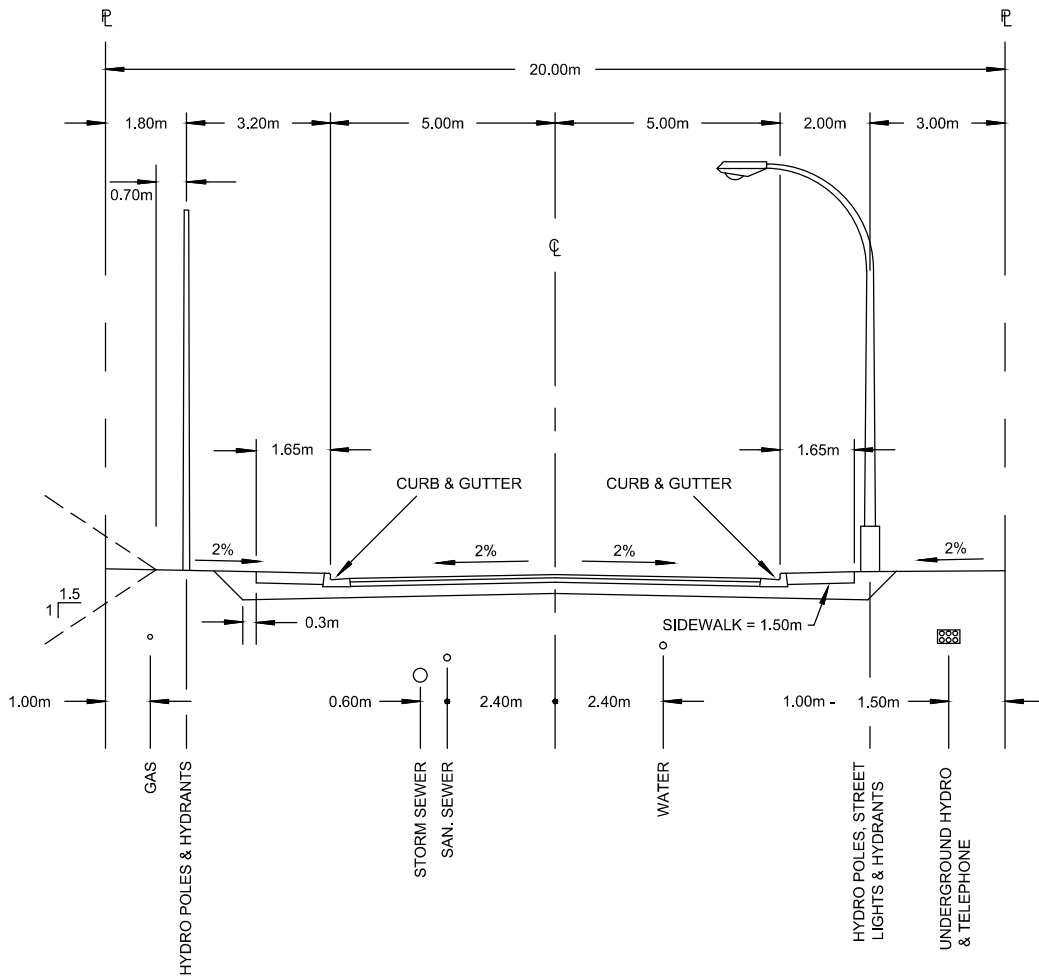 ℄ ℄
20.00m
1.80m 3.20m 5.00m 5.00m 2.00m 3.00m
0.70m
℄
1.65m 1.65m
CURB & GUTTER CURB & GUTTER
2% 2% 2% 2%
1.5
1
0.3m
SIDEWALK = 1.50m
1.00m 0.60m 2.40m 2.40m 1.00m - 1.50m
GAS
HYDRO POLES & HYDRANTS
STORM SEWER
SAN. SEWER
WATER
HYDRO POLES, STREET
LIGHTS & HYDRANTS
UNDERGROUND HYDRO
& TELEPHONE